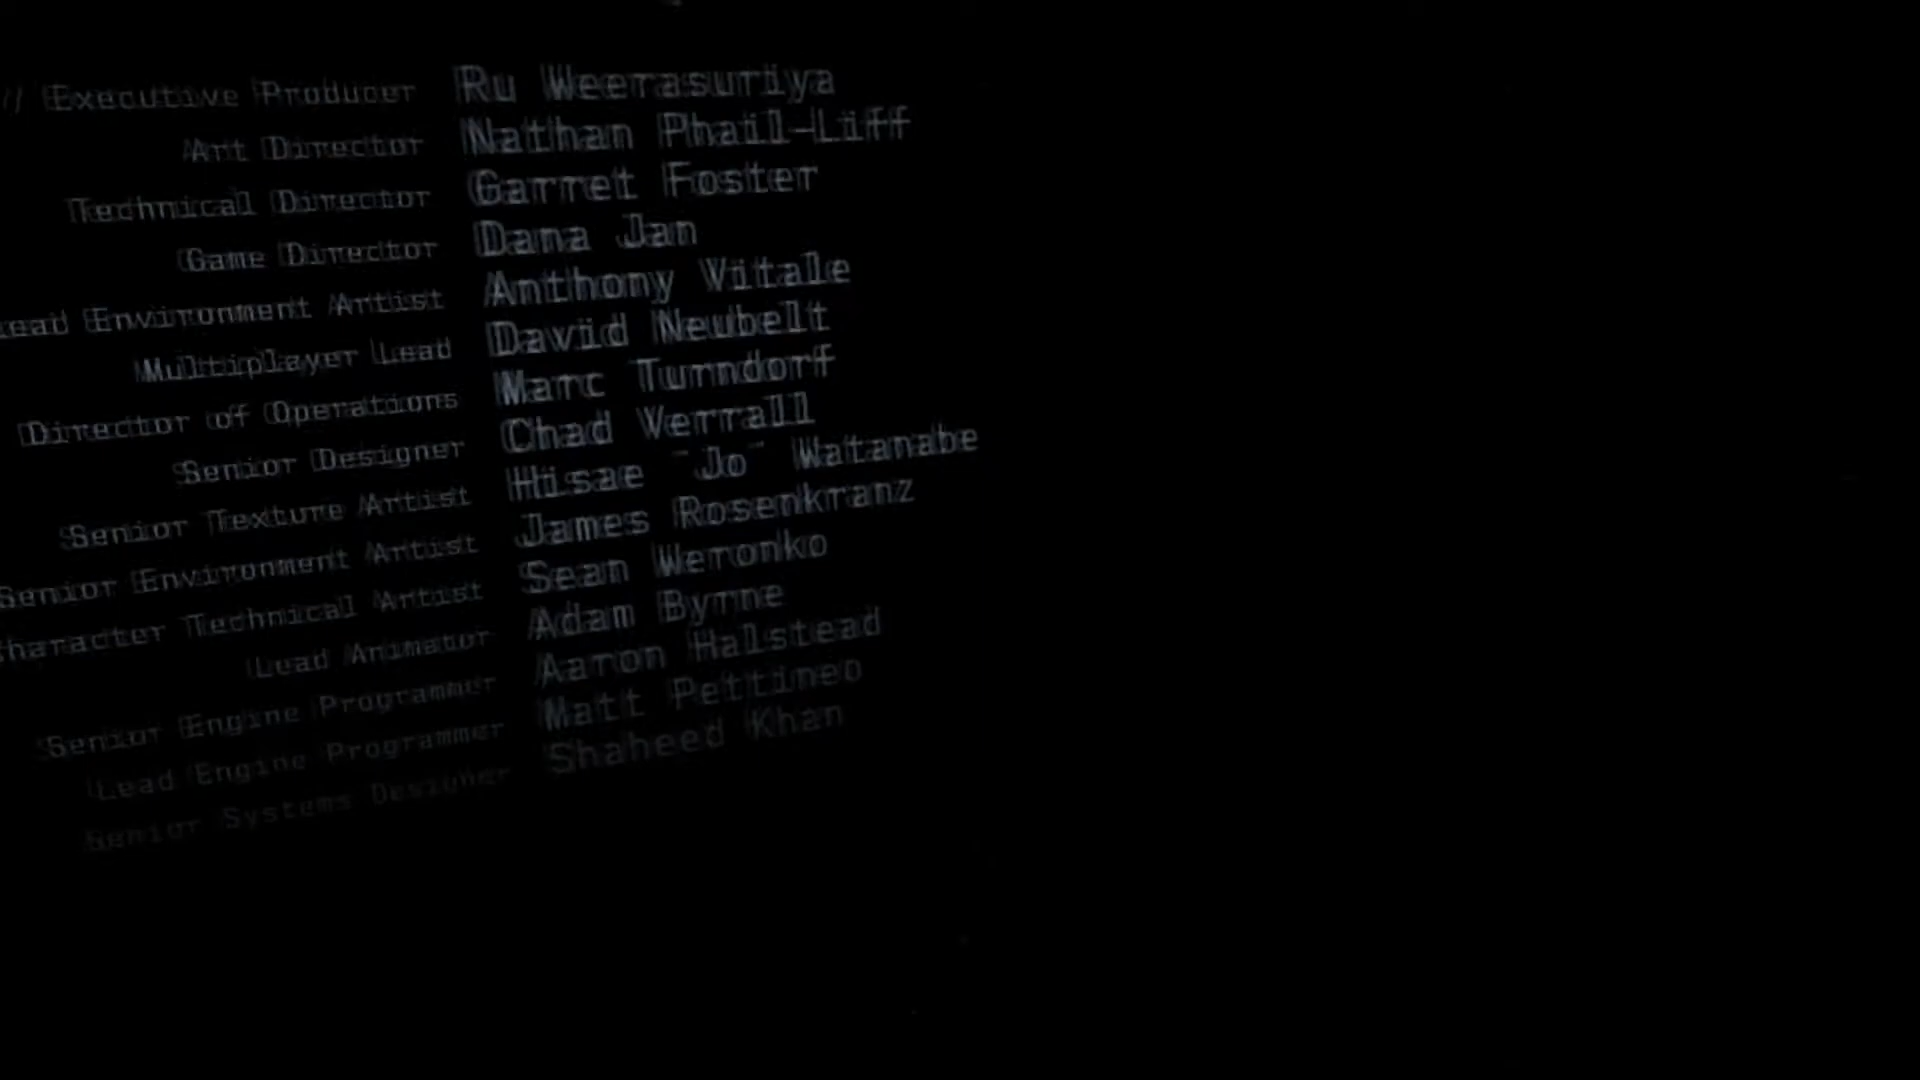 // Executive Producer Ru Weerasuriya
Art Director Nathan Phail-Liff
Technical Director Garret Foster
Game Director Dana Jan
Lead Environment Artist Anthony Vitale
Multiplayer Lead David Neubelt
Director of Operations Marc Turndorf
Senior Designer Chad Verrall
Senior Texture Artist Hisae "Jo" Watanabe
Senior Environment Artist James Rosenkranz
Character Technical Artist Sean Weronko
Lead Animator Adam Byrne
Senior Engine Programmer Aaron Halstead
Lead Engine Programmer Matt Pettineo
Senior Systems Designer Shaheed Khan